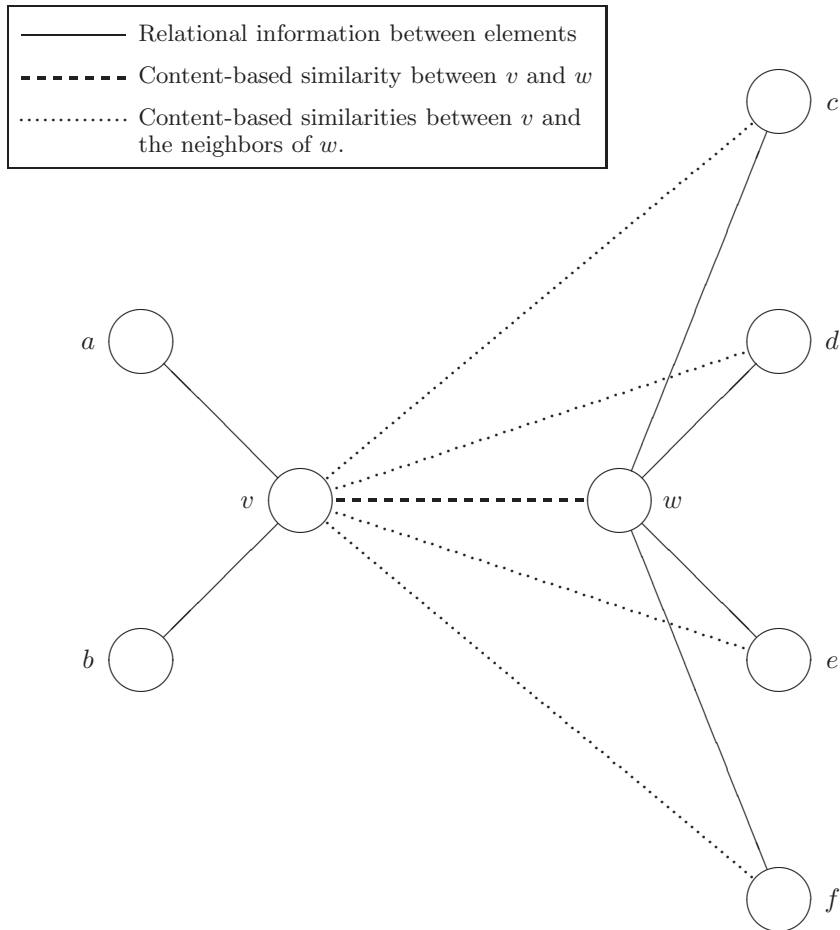 Relational information between elements
Content-based similarity between v and w
Content-based similarities between v and
the neighbors of w.
c
a
d
v
w
b
e
f